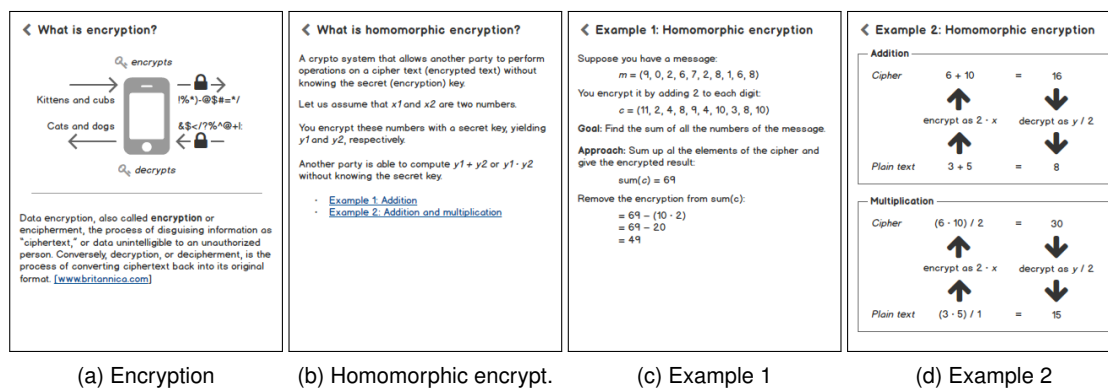 What is encryption?
encrypts
Kittens and cubs
!%*)-@$#=*/
Cats and dogs
&$</?%^@+l:
decrypts
Data encryption, also called encryption or
encipherment, the process of disguising information as
"ciphertext," or data unintelligible to an unauthorized
person. Conversely, decryption, or decipherment, is the
process of converting ciphertext back into its original
format. [www.britannica.com]
(a) Encryption
What is homomorphic encryption?
A crypto system that allows another party to perform
operations on a cipher text (encrypted text) without
knowing the secret (encryption) key.
Let us assume that x1 and x2 are two numbers.
You encrypt these numbers with a secret key, yielding
y1 and y2, respectively.
Another party is able to compute y1 + y2 or y1 · y2
without knowing the secret key.
· Example 1: Addition
· Example 2: Addition and multiplication
(b) Homomorphic encrypt.
Example 1: Homomorphic encryption
Suppose you have a message:
m = (9, 0, 2, 6, 7, 2, 8, 1, 6, 8)
You encrypt it by adding 2 to each digit:
c = (11, 2, 4, 8, 9, 4, 10, 3, 8, 10)
Goal: Find the sum of all the numbers of the message.
Approach: Sum up al the elements of the cipher and
give the encrypted result:
sum(c) = 69
Remove the encryption from sum(c):
= 69 - (10 · 2)
= 69 - 20
= 49
(c) Example 1
Example 2: Homomorphic encryption
Addition
Cipher 6 + 10 = 16
encrypt as 2 · x decrypt as y / 2
Plain text 3 + 5 = 8
Multiplication
Cipher (6 · 10) / 2 = 30
encrypt as 2 · x decrypt as y / 2
Plain text (3 · 5) / 1 = 15
(d) Example 2